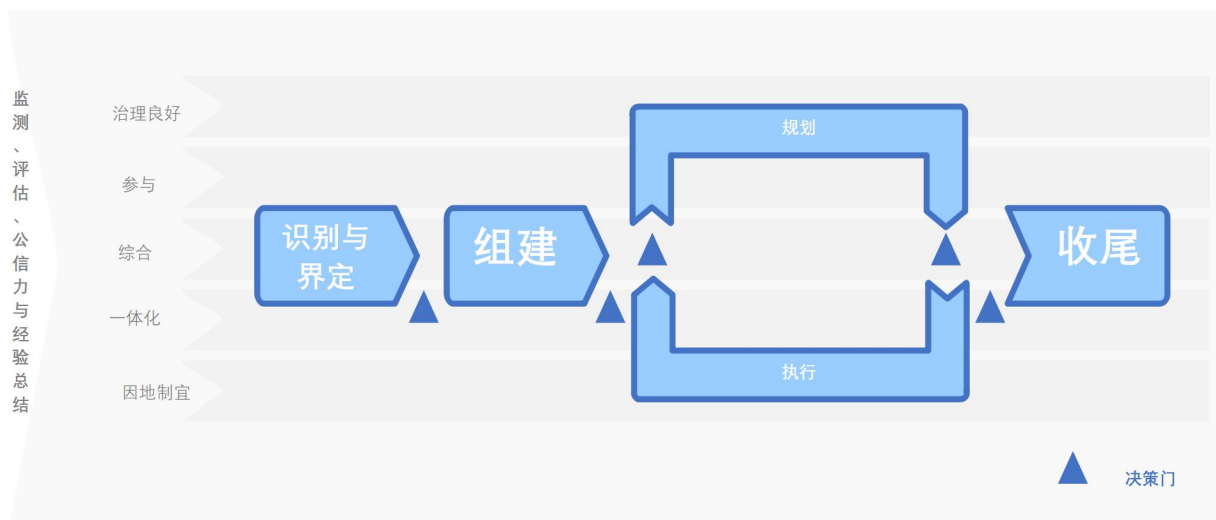 监测、评估、公信力与经验总结
治理良好
参与
综合
一体化
因地制宜
规划
识别与
界定
组建
收尾
执行
决策门